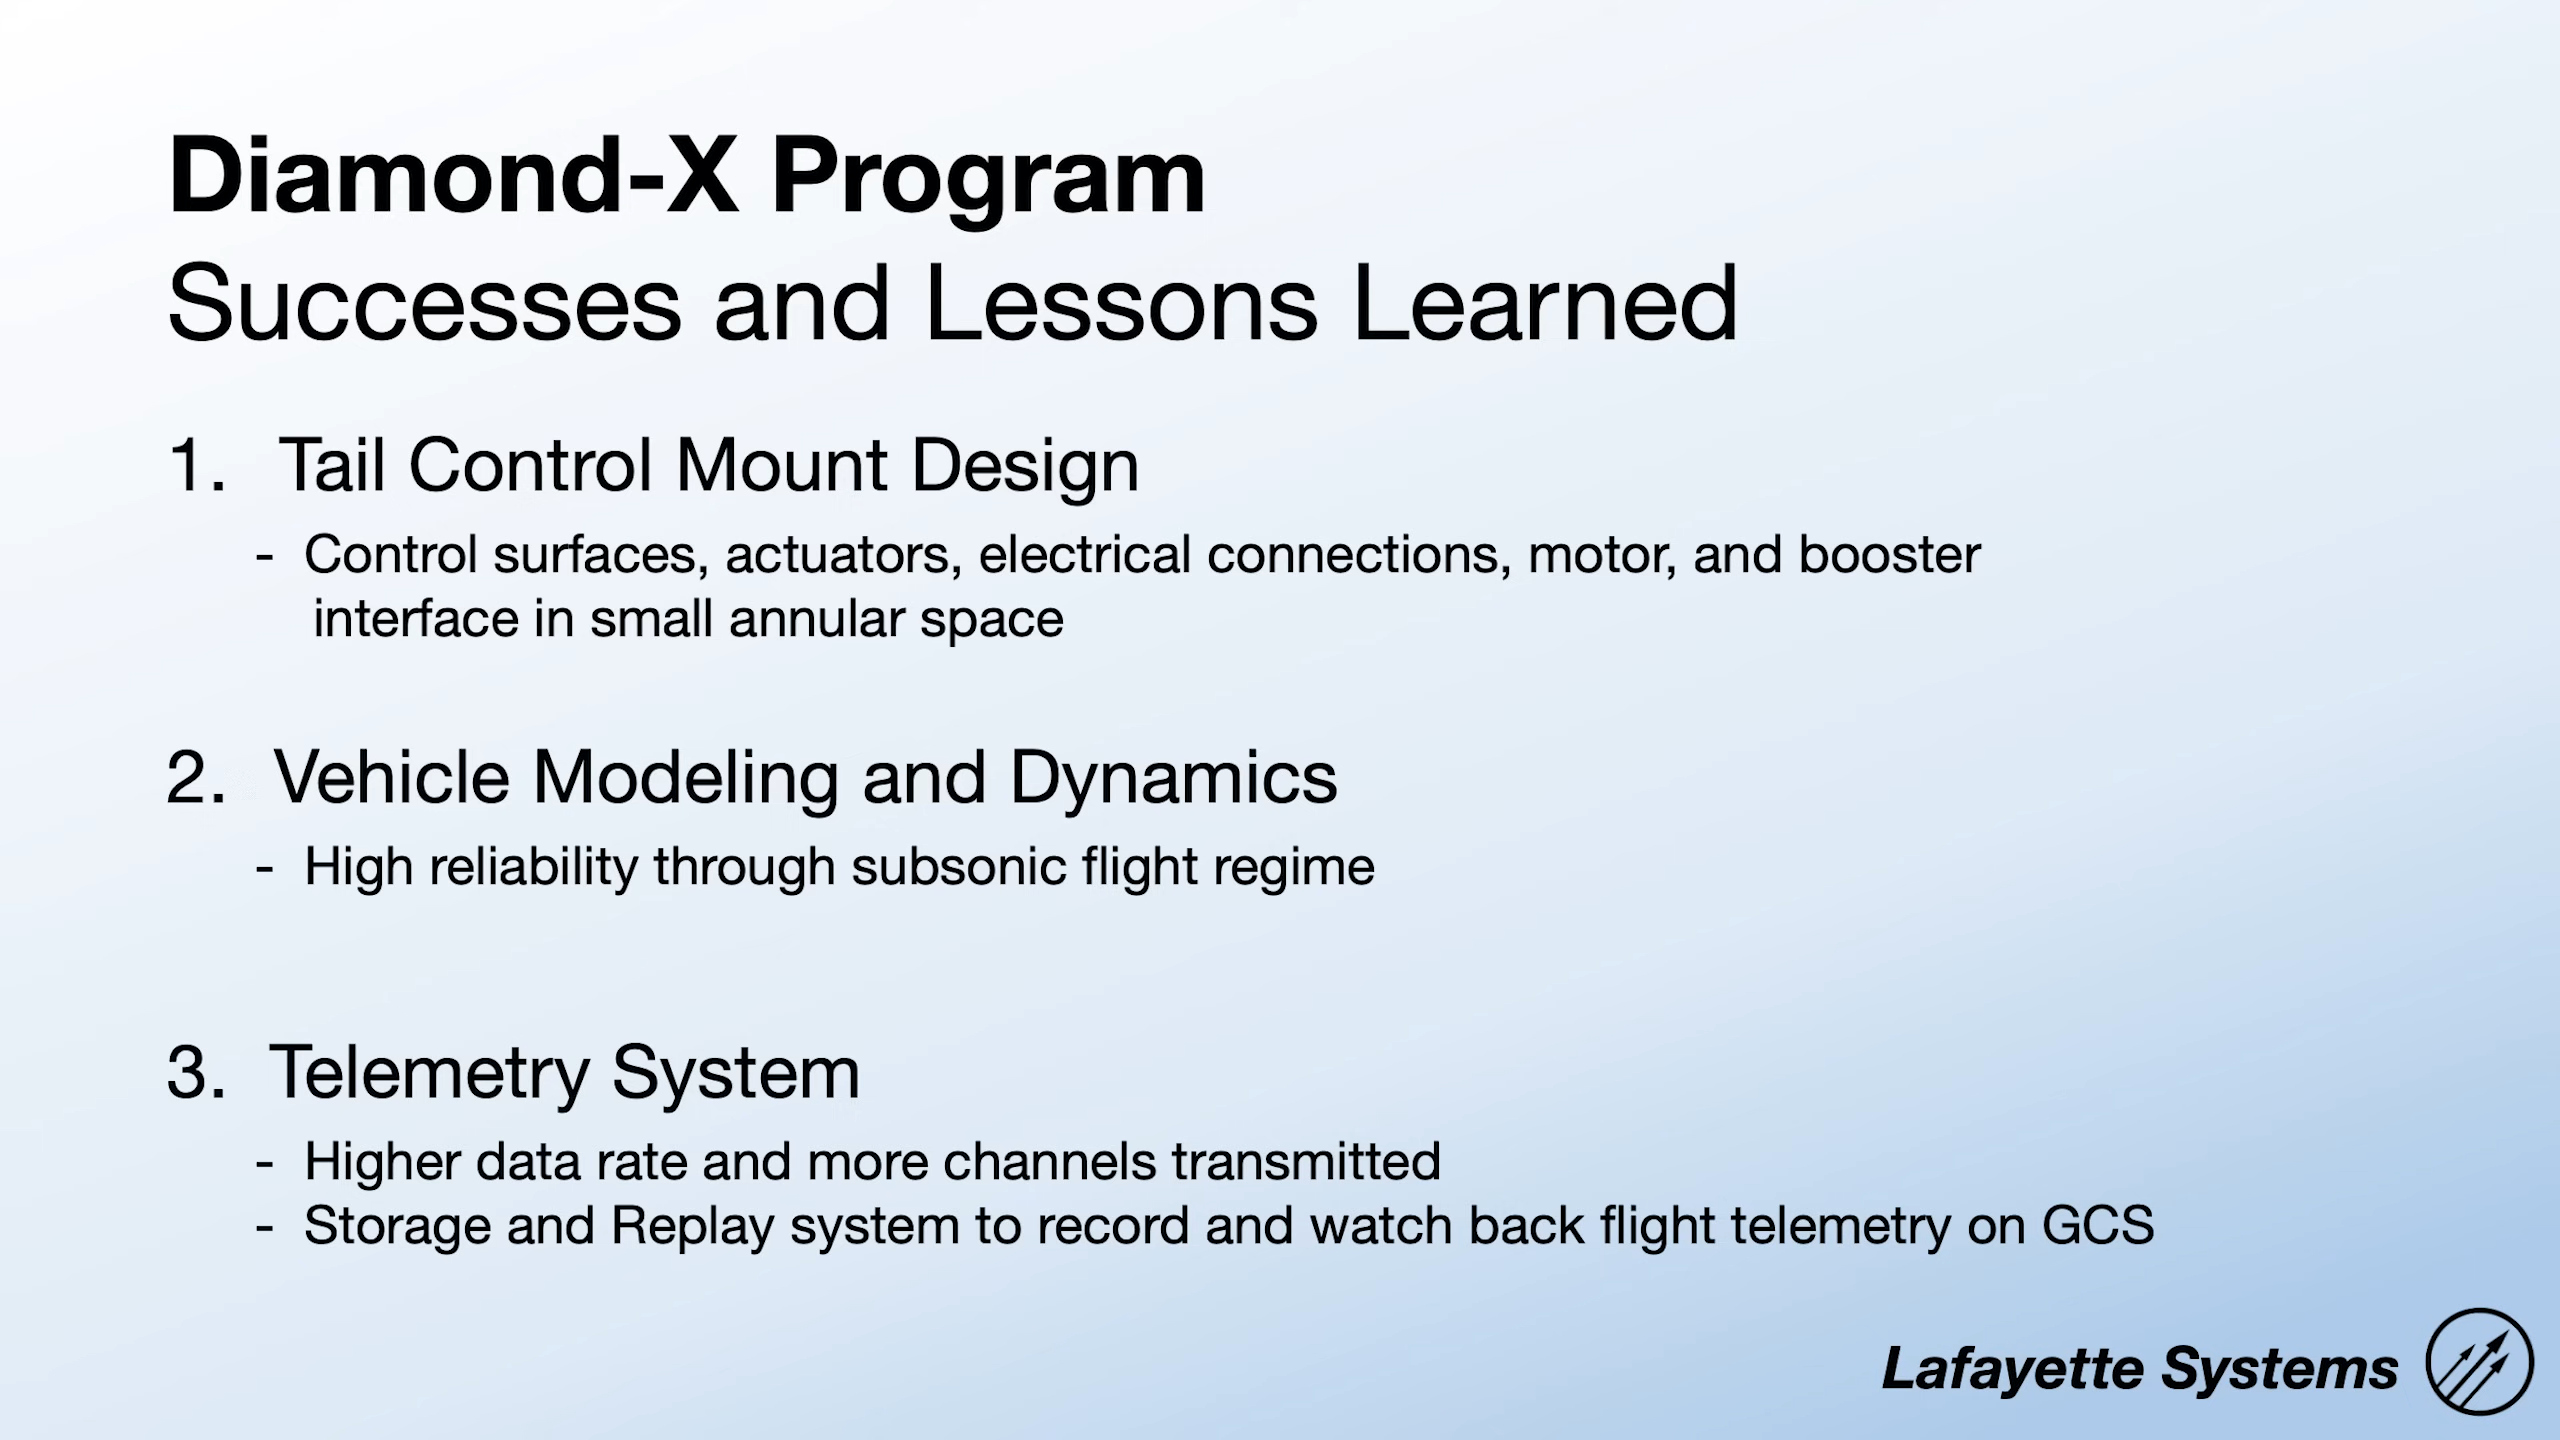 Diamond-X Program
Successes and Lessons Learned
1. Tail Control Mount Design
- Control surfaces, actuators, electrical connections, motor, and booster
interface in small annular space
2. Vehicle Modeling and Dynamics
- High reliability through subsonic flight regime
3. Telemetry System
- Higher data rate and more channels transmitted
- Storage and Replay system to record and watch back flight telemetry on GCS
Lafayette Systems